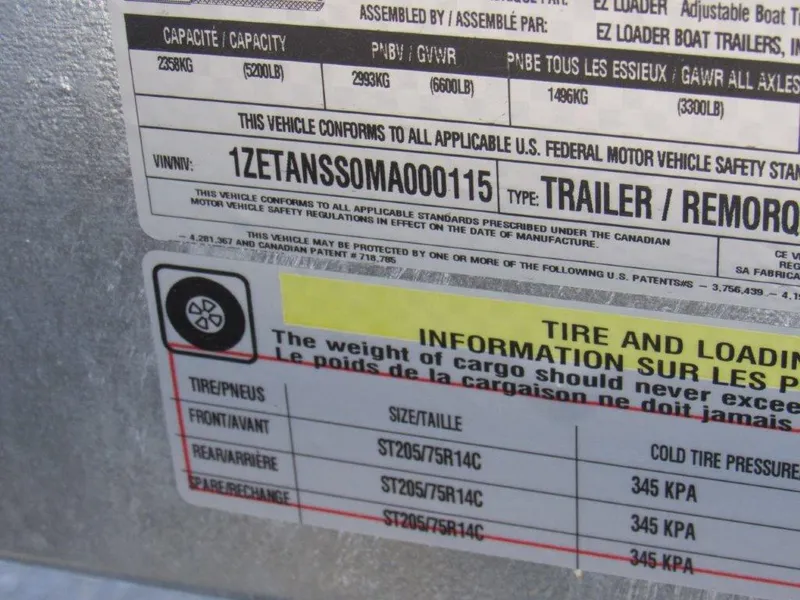 EZ LOADER Adjustable Boat
ASSEMBLED BY / ASSEMBLÉ PAR: EZ LOADER BOAT TRAILERS,
CAPACITÉ / CAPACITY PNBV / GVWR PNBE TOUS LES ESSIEUX / GAWR ALL AXLES
2358KG (5200LB) 2993KG (6600LB) 1496KG (3300LB)
THIS VEHICLE CONFORMS TO ALL APPLICABLE U.S. FEDERAL MOTOR VEHICLE SAFETY STAN
VIN/NIV: 1ZETANSS0MA000115 TYPE: TRAILER / REMORQ
THIS VEHICLE CONFORMS TO ALL APPLICABLE STANDARDS PRESCRIBED UNDER THE CANADIAN
MOTOR VEHICLE SAFETY REGULATIONS IN EFFECT ON THE DATE OF MANUFACTURE.
CE V
REG
SA FABRICA
THIS VEHICLE MAY BE PROTECTED BY ONE OR MORE OF THE FOLLOWING U.S. PATENTS#S – 3,756,439 – 4,19
– 4,281,367 AND CANADIAN PATENT # 718,785
TIRE AND LOADIN
INFORMATION SUR LES P
The weight of cargo should never excee
Le poids de la cargaison ne doit jamais
TIRE/PNEUS SIZE/TAILLE COLD TIRE PRESSURE
FRONT/AVANT ST205/75R14C 345 KPA
REAR/ARRIÈRE ST205/75R14C 345 KPA
SPARE/RECHANGE ST205/75R14C 345 KPA